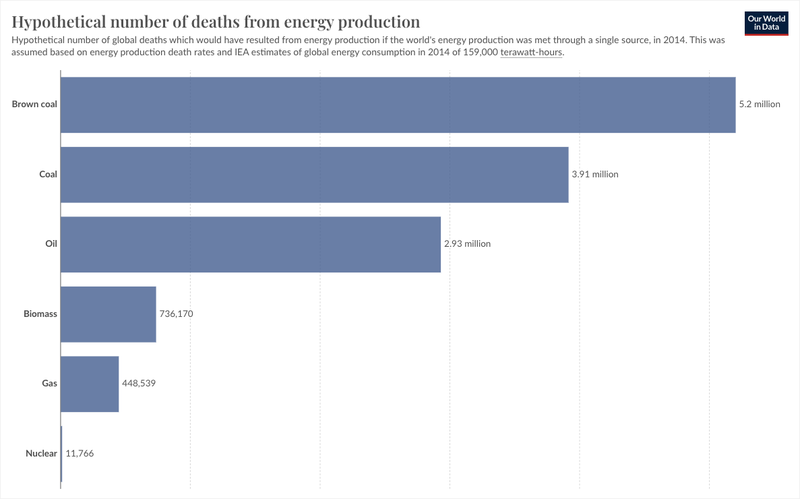 Hypothetical number of deaths from energy production
Our World
in Data
Hypothetical number of global deaths which would have resulted from energy production if the world's energy production was met through a single source, in 2014. This was
assumed based on energy production death rates and IEA estimates of global energy consumption in 2014 of 159,000 terawatt-hours.
Brown coal 5.2 million
Coal 3.91 million
Oil 2.93 million
Biomass 736,170
Gas 448,539
Nuclear 11,766